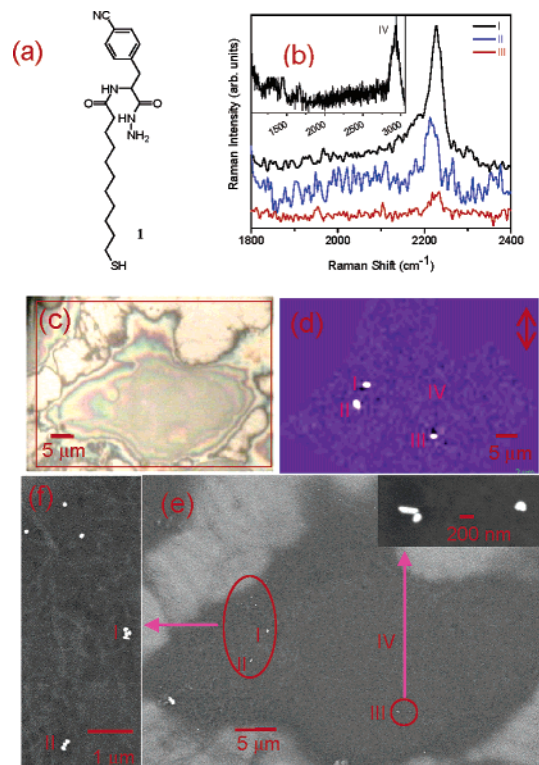 (a)
NC
HN
O
O
HN
NH2
1
SH
(b)
IV
I
II
III
1500 2000 2500 3000
Raman Intensity (arb. units)
1800 2000 2200 2400
Raman Shift (cm-1)
(c)
5 μm
(d)
I
II
III
IV
5 μm
(f)
I
II
1 μm
(e)
200 nm
I
II
IV
III
5 μm